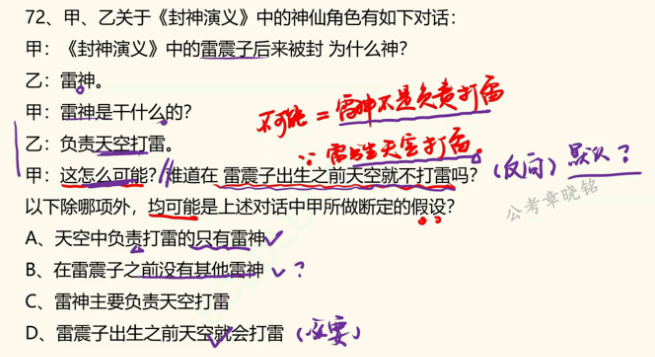 72、甲、乙关于《封神演义》中的神仙角色有如下对话：
甲：《封神演义》中的雷震子后来被封 为什么神？
乙：雷神。
甲：雷神是干什么的？
不可能 = 雷神不是负责打雷
乙：负责天空打雷。
∵ 雷出生天空打雷。
甲：这怎么可能？难道在 雷震子出生之前天空就不打雷吗？
(反问) 默认？
以下除哪项外，均可能是上述对话中甲所做断定的假设？
公考章晓铭
A、天空中负责打雷的只有雷神
B、在雷震子之前没有其他雷神 ？
C、雷神主要负责天空打雷
D、雷震子出生之前天空就会打雷 (必要)